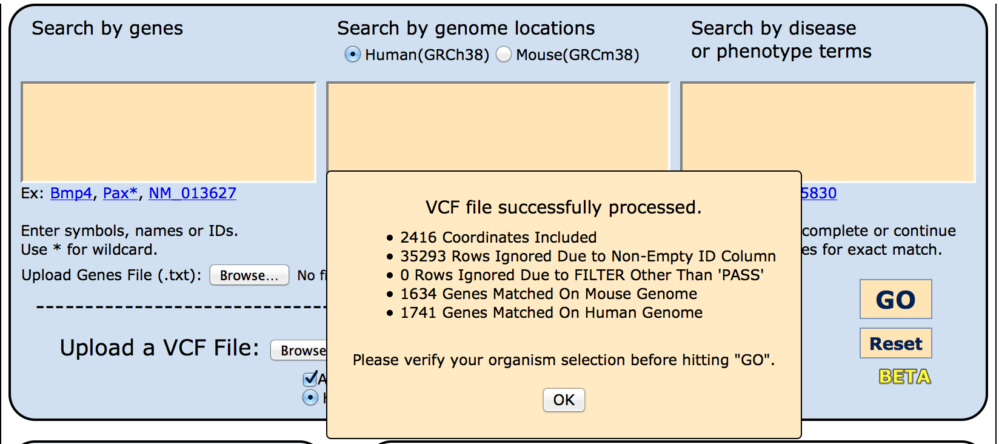 Search by genes
Search by genome locations
Human(GRCh38) Mouse(GRCm38)
Search by disease
or phenotype terms
Ex: Bmp4, Pax*, NM_013627
Enter symbols, names or IDs.
Use * for wildcard.
Upload Genes File (.txt): Browse... No
Upload a VCF File: Browse
VCF file successfully processed.
• 2416 Coordinates Included
• 35293 Rows Ignored Due to Non-Empty ID Column
• 0 Rows Ignored Due to FILTER Other Than 'PASS'
• 1634 Genes Matched On Mouse Genome
• 1741 Genes Matched On Human Genome
Please verify your organism selection before hitting "GO".
OK
5830
complete or continue
es for exact match.
GO
Reset
BETA